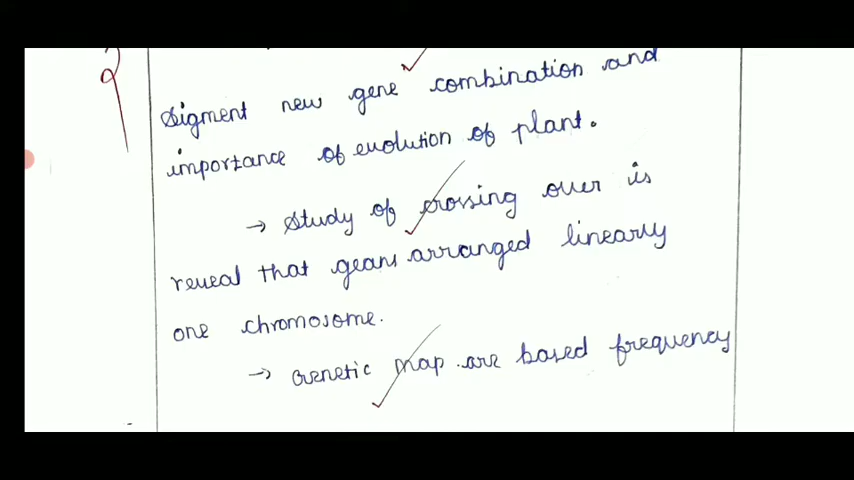 sigment new gene combination and
importance of evolution of plant.
→ study of crossing over is
reveal that gears arranged linearly
one chromosome.
→ Genetic map are based frequency